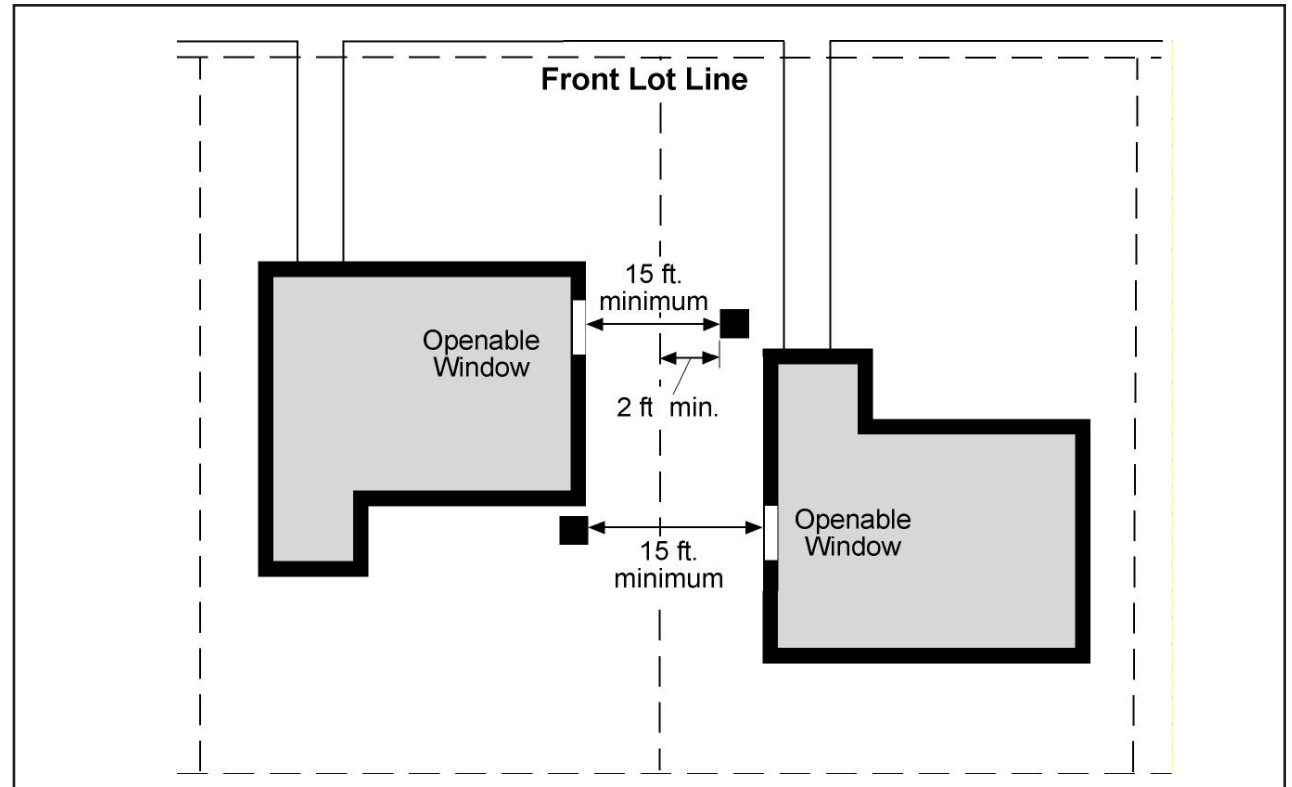 Front Lot Line
15 ft.
minimum
Openable
Window
2 ft min.
Openable
Window
15 ft.
minimum